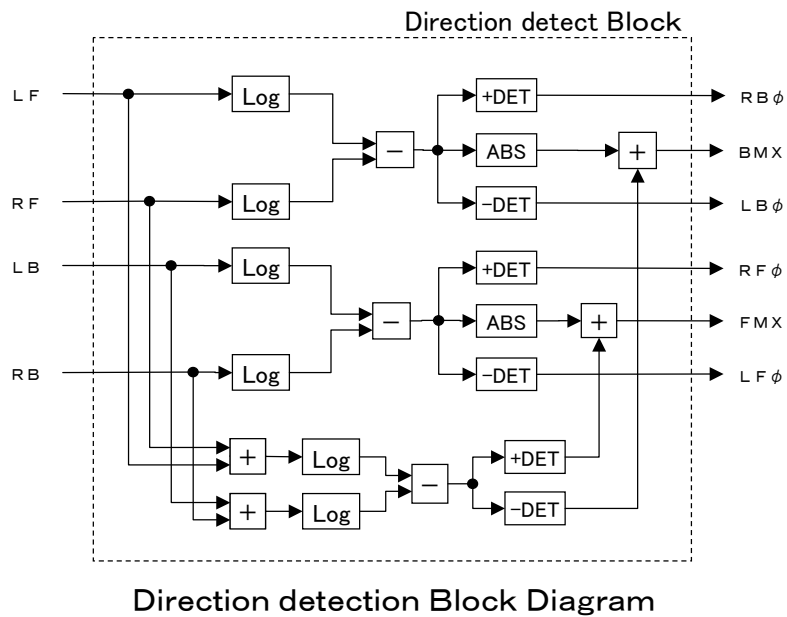 Direction detect Block
LF
Log
+DET
RBφ
ABS
+
BMX
−
RF
Log
−DET
LBφ
LB
Log
+DET
RFφ
−
ABS
+
FMX
RB
Log
−DET
LFφ
+
Log
+DET
−
+
Log
−DET
Direction detection Block Diagram